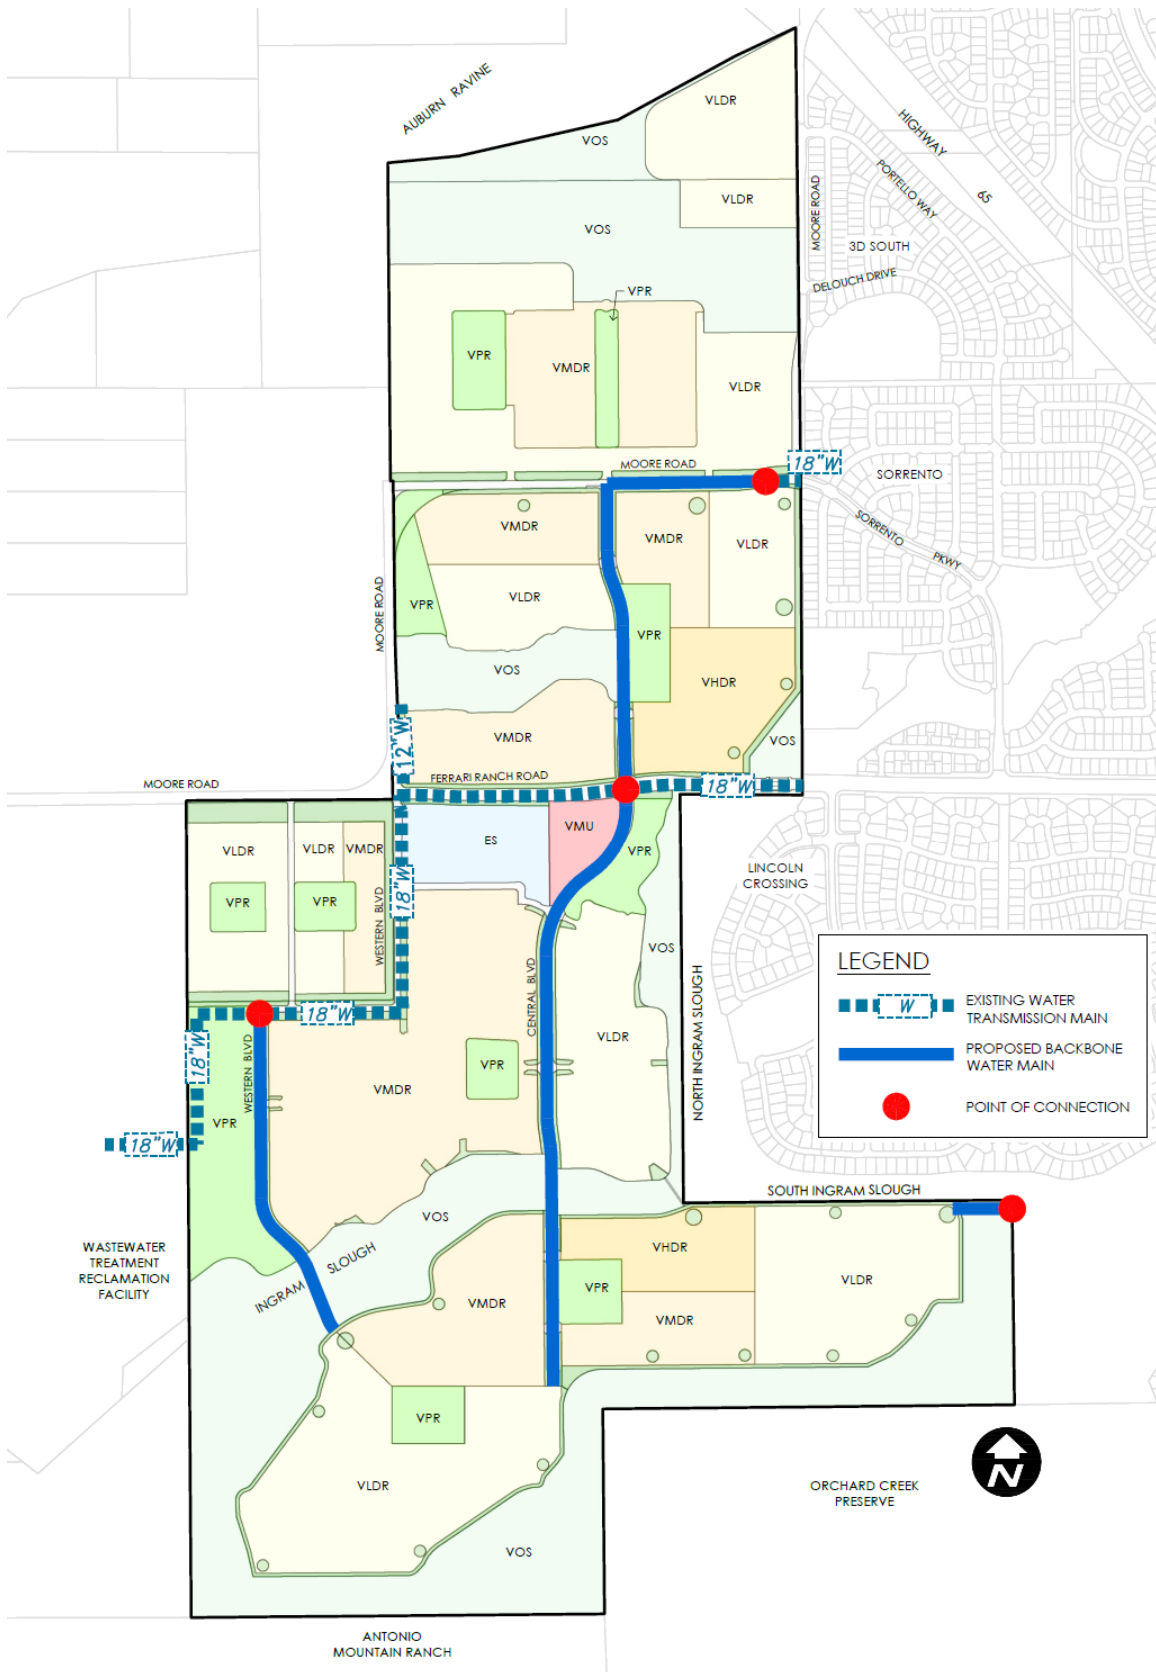 AUBURN RAVINE
VLDR
VOS
HIGHWAY 65
PORTELLO WAY
MOORE ROAD
VLDR
VOS
3D SOUTH
DELOUCH DRIVE
VPR
VPR
VMDR
VLDR
MOORE ROAD
18"W
SORRENTO
VMDR
VMDR
VLDR
SORRENTO PKWY
MOORE ROAD
VPR
VLDR
VPR
VOS
VHDR
12"W
VMDR
VOS
FERRARI RANCH ROAD
MOORE ROAD
18"W
VLDR
VLDR
VMDR
ES
VMU
VPR
LINCOLN
CROSSING
VPR
VPR
18"W
WESTERN BLVD
VOS
CENTRAL BLVD
NORTH INGRAM SLOUGH
LEGEND
W
EXISTING WATER
TRANSMISSION MAIN
PROPOSED BACKBONE
WATER MAIN
POINT OF CONNECTION
18"W
VLDR
18"W
WESTERN BLVD
VMDR
VPR
VPR
18"W
SOUTH INGRAM SLOUGH
VOS
WASTEWATER
TREATMENT
RECLAMATION
FACILITY
INGRAM SLOUGH
VHDR
VPR
VLDR
VMDR
VMDR
VPR
VLDR
N
ORCHARD CREEK
PRESERVE
VOS
ANTONIO
MOUNTAIN RANCH